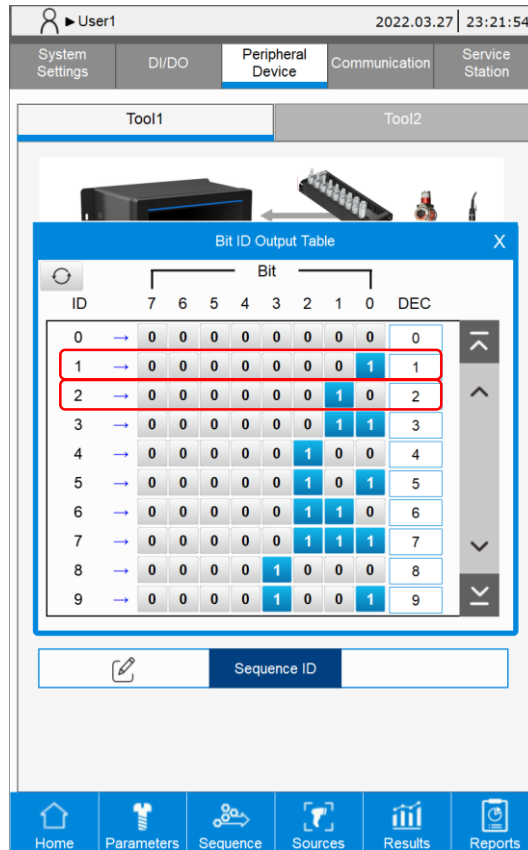 ►User1 2022.03.27 23:21:54
System Settings DI/DO Peripheral Device Communication Service Station
Tool1 Tool2
Bit ID Output Table X
Bit
ID 7 6 5 4 3 2 1 0 DEC
0 → 0 0 0 0 0 0 0 0 0
1 → 0 0 0 0 0 0 0 1 1
2 → 0 0 0 0 0 0 1 0 2
3 → 0 0 0 0 0 0 1 1 3
4 → 0 0 0 0 0 1 0 0 4
5 → 0 0 0 0 0 1 0 1 5
6 → 0 0 0 0 0 1 1 0 6
7 → 0 0 0 0 0 1 1 1 7
8 → 0 0 0 0 1 0 0 0 8
9 → 0 0 0 0 1 0 0 1 9
Sequence ID
Home Parameters Sequence Sources Results Reports